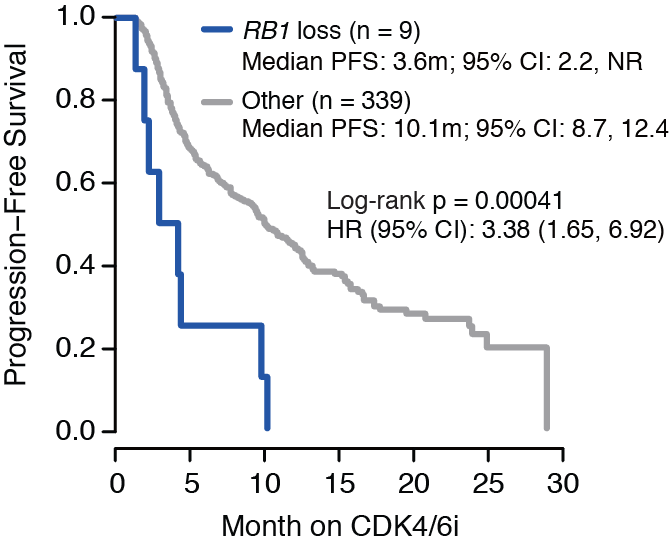 RB1 loss (n = 9)
Median PFS: 3.6m; 95% CI: 2.2, NR
Other (n = 339)
Median PFS: 10.1m; 95% CI: 8.7, 12.4
Log-rank p = 0.00041
HR (95% CI): 3.38 (1.65, 6.92)
Progression–Free Survival
1.0
0.8
0.6
0.4
0.2
0.0
0 5 10 15 20 25 30
Month on CDK4/6i